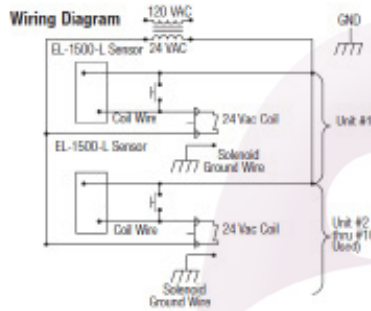 Wiring Diagram
120 VAC
GND
24 VAC
EL-1500-L Sensor
Coil Wire
24 Vac Coil
Unit #1
EL-1500-L Sensor
Solenoid
Ground Wire
Unit #2
thru #10
Used)
Coil Wire
24 Vac Coil
Solenoid
Ground Wire